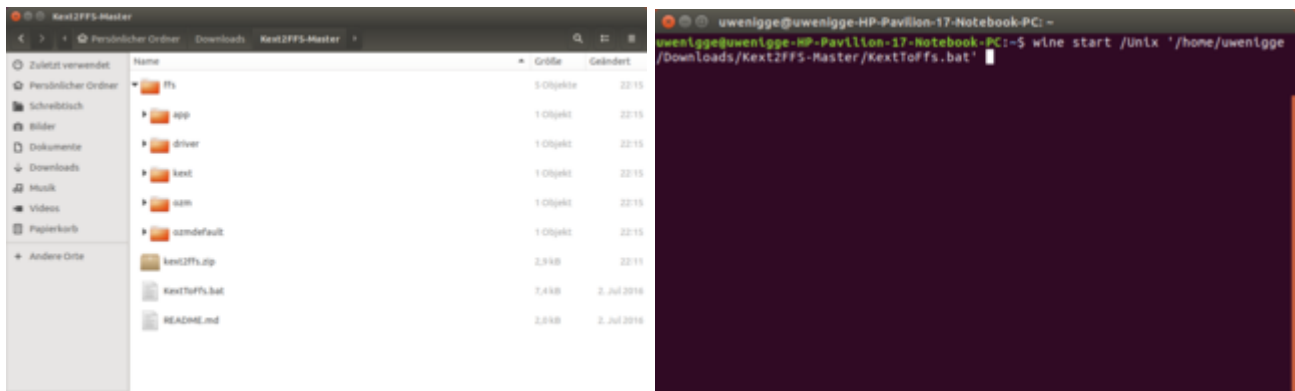 Kext2FFS-Master
Persönlicher Ordner Downloads Kext2FFS-Master
Zuletzt verwendet
Persönlicher Ordner
Schreibtisch
Bilder
Dokumente
Downloads
Musik
Videos
Papierkorb
+ Andere Orte
Name Größe Geändert
ffs 5 Objekte 22:15
app 1 Objekt 22:15
driver 1 Objekt 22:15
kext 1 Objekt 22:15
ozm 1 Objekt 22:15
ozmdefault 1 Objekt 22:15
kext2ffs.zip 2,9 kB 22:11
KextToFfs.bat 7,4 kB 2. Jul 2016
README.md 2,0 kB 2. Jul 2016
uwenigge@uwenigge-HP-Pavilion-17-Notebook-PC: ~
uwenigge@uwenigge-HP-Pavilion-17-Notebook-PC:~$ wine start /Unix '/home/uwenigge
/Downloads/Kext2FFS-Master/KextToFfs.bat'